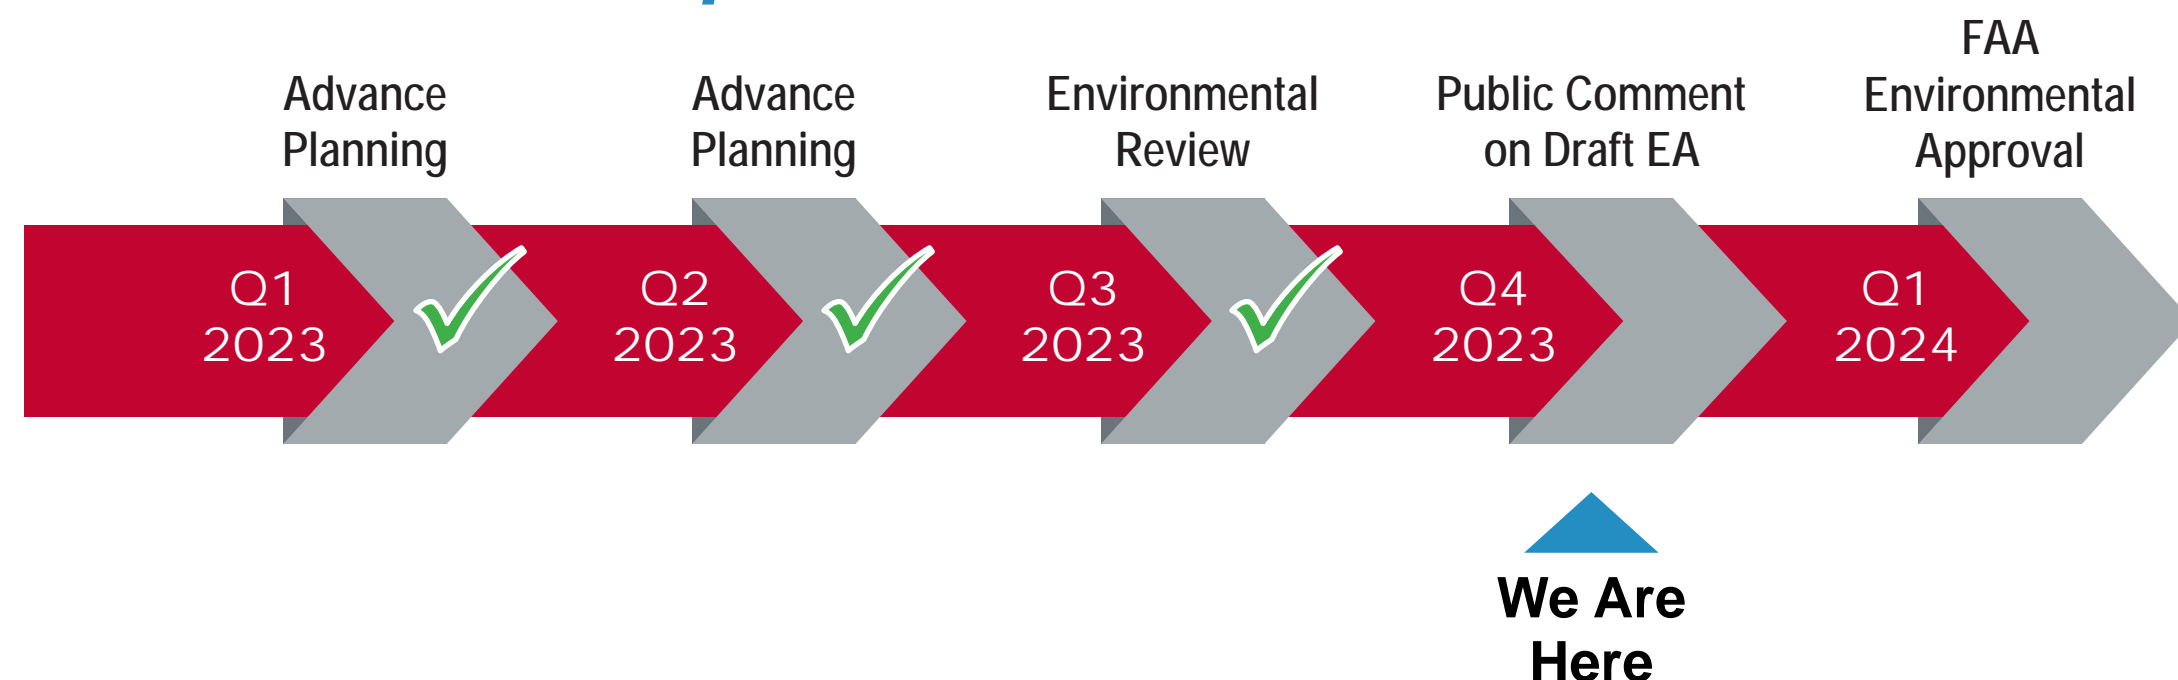 Advance
Planning
Advance
Planning
Environmental
Review
Public Comment
on Draft EA
FAA
Environmental
Approval
Q1
2023
Q2
2023
Q3
2023
Q4
2023
Q1
2024
We Are
Here